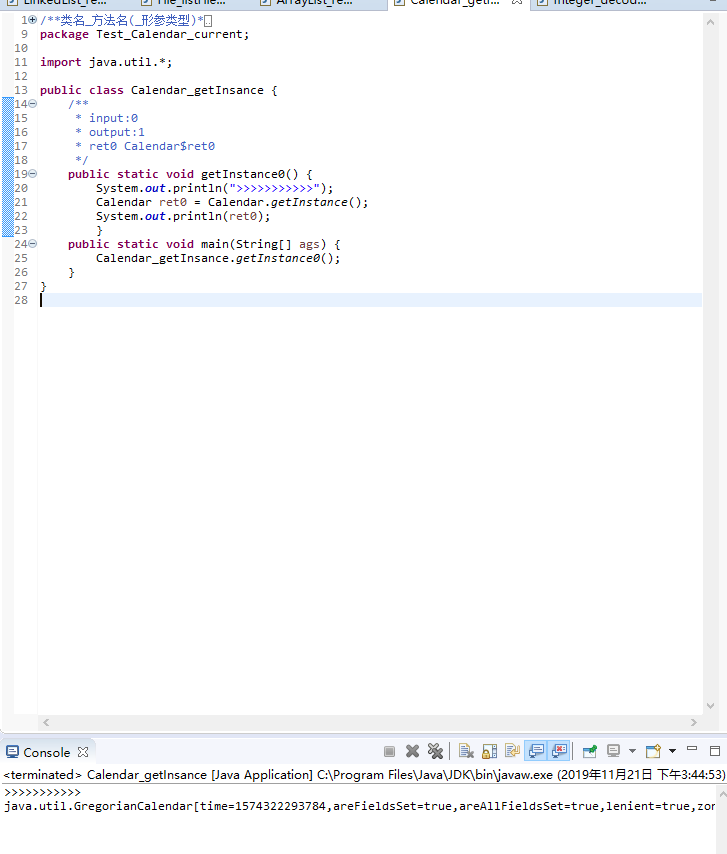 LinkedList_re... File_listFile... ArrayList_re... Calendar_getI... Integer_decod...
1 /**类名_方法名(_形参类型)*
9 package Test_Calendar_current;
10
11 import java.util.*;
12
13 public class Calendar_getInsance {
14 /**
15 * input:0
16 * output:1
17 * ret0 Calendar$ret0
18 */
19 public static void getInstance0() {
20 System.out.println(">>>>>>>>>>>");
21 Calendar ret0 = Calendar.getInstance();
22 System.out.println(ret0);
23 }
24 public static void main(String[] ags) {
25 Calendar_getInsance.getInstance0();
26 }
27 }
28
Console
<terminated> Calendar_getInsance [Java Application] C:\Program Files\Java\JDK\bin\javaw.exe (2019年11月21日 下午3:44:53)
>>>>>>>>>>>
java.util.GregorianCalendar[time=1574322293784,areFieldsSet=true,areAllFieldsSet=true,lenient=true,zon